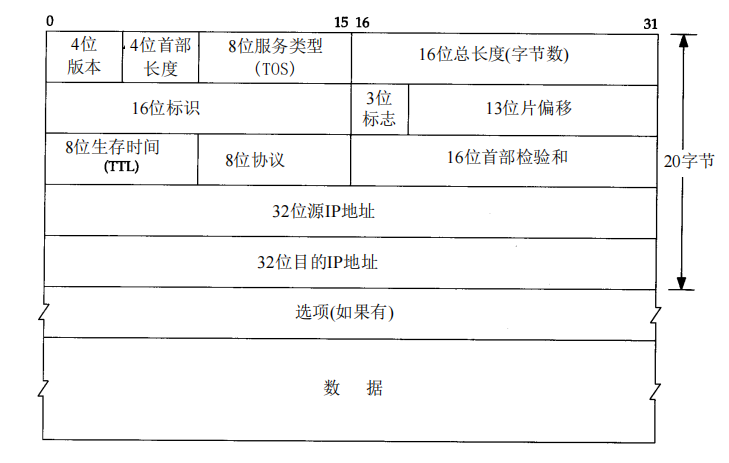 0 15 16 31
4位 4位首部 8位服务类型 16位总长度(字节数)
版本 长度 (TOS)
16位标识 3位 13位片偏移
标志
8位生存时间 8位协议 16位首部检验和
(TTL)
20字节
32位源IP地址
32位目的IP地址
选项(如果有)
数 据